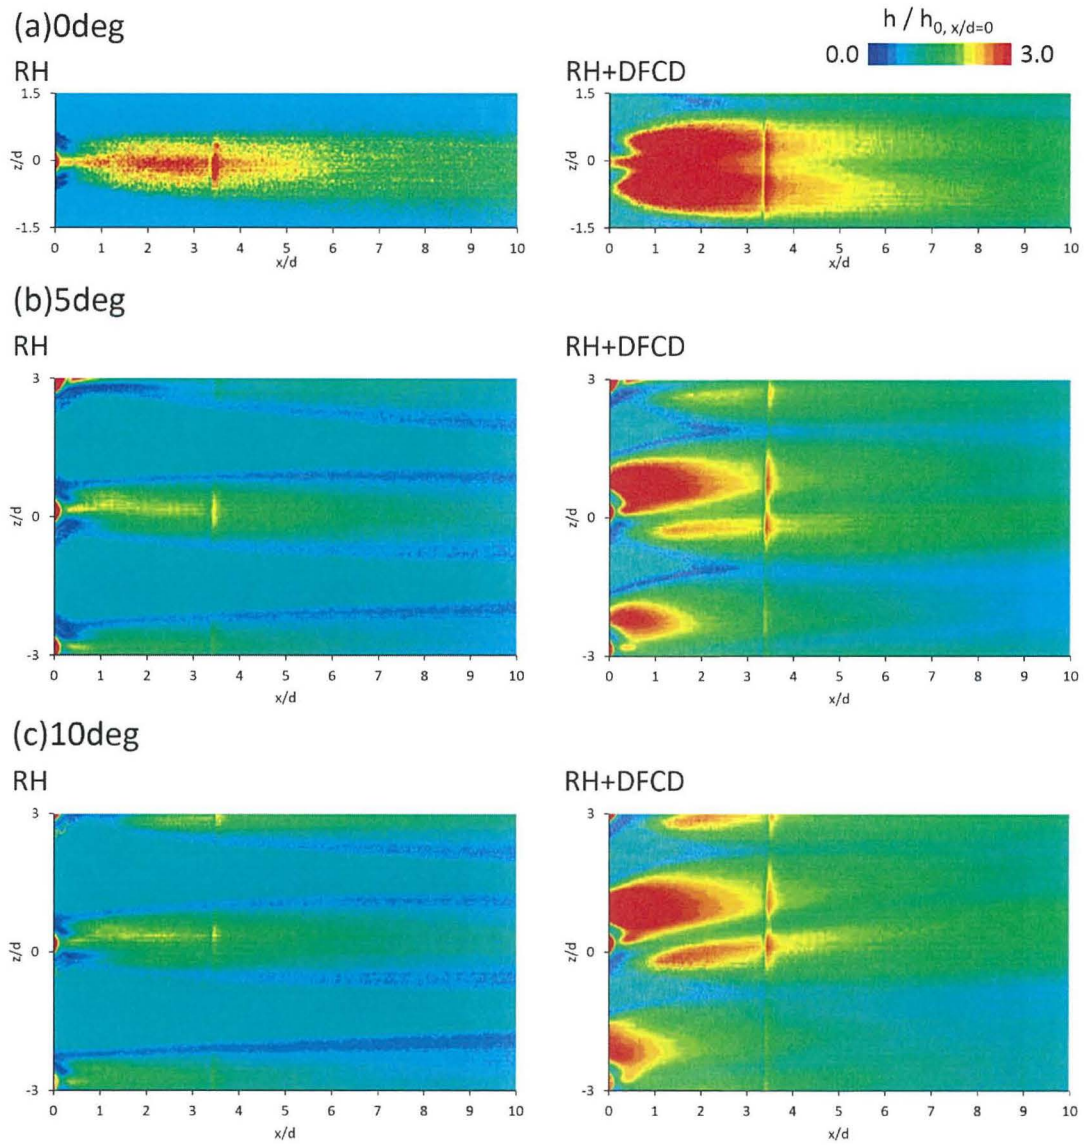 (a)0deg
h / h0, x/d=0
0.0 3.0
RH RH+DFCD
1.5 1.5
z/d 0 z/d 0
-1.5 -1.5
0 1 2 3 4 5 6 7 8 9 10 0 1 2 3 4 5 6 7 8 9 10
x/d x/d
(b)5deg
RH RH+DFCD
3 3
z/d 0 z/d 0
-3 -3
0 1 2 3 4 5 6 7 8 9 10 0 1 2 3 4 5 6 7 8 9 10
x/d x/d
(c)10deg
RH RH+DFCD
3 3
z/d 0 z/d 0
-3 -3
0 1 2 3 4 5 6 7 8 9 10 0 1 2 3 4 5 6 7 8 9 10
x/d x/d